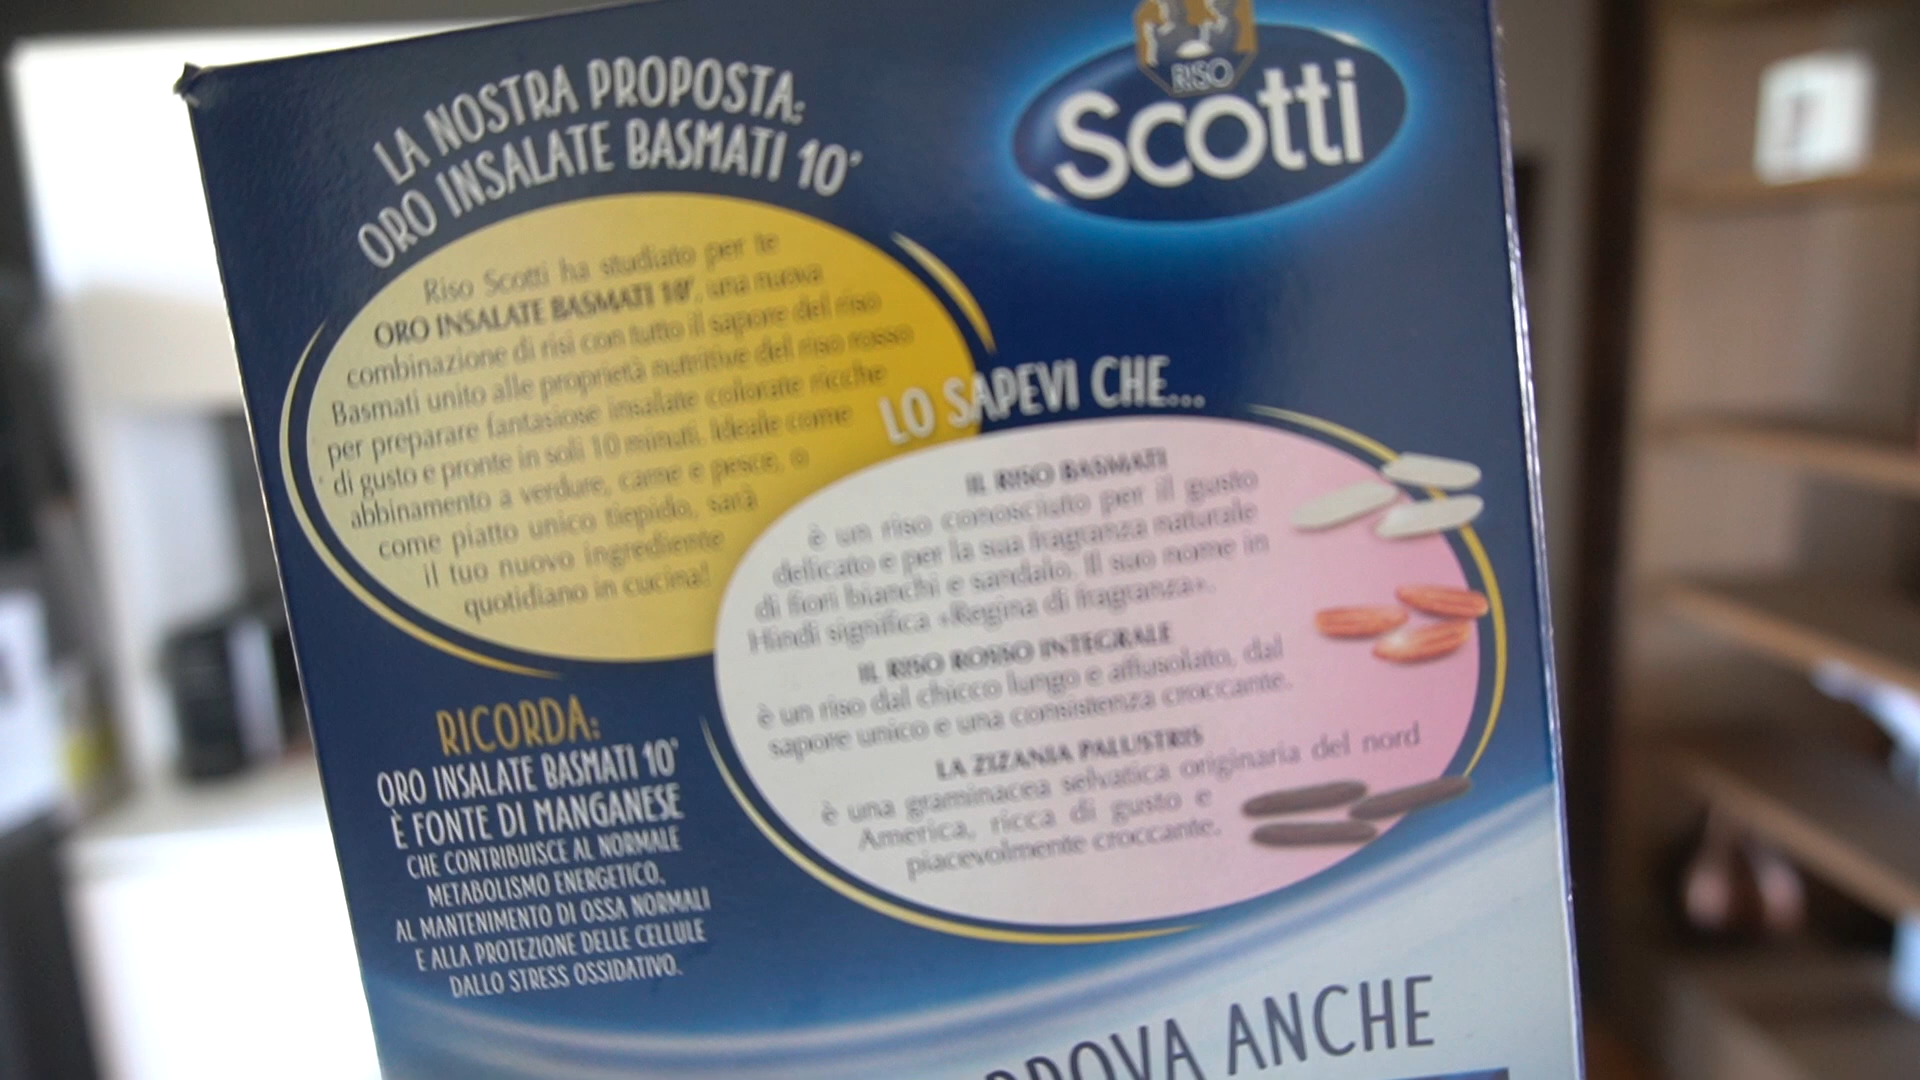 RISO
Scotti
LA NOSTRA PROPOSTA:
ORO INSALATE BASMATI 10'
Riso Scotti ha studiato per te
ORO INSALATE BASMATI 10', una nuova
combinazione di risi con tutto il sapore del riso
Basmati unito alle proprietà nutritive del riso rosso
per preparare fantasiose insalate colorate ricche
di gusto e pronte in soli 10 minuti. Ideale come
abbinamento a verdure, carne e pesce, o
come piatto unico tiepido, sarà
il tuo nuovo ingrediente
quotidiano in cucina!
LO SAPEVI CHE...
IL RISO BASMATI
è un riso conosciuto per il gusto
delicato e per la sua fragranza naturale
di fiori bianchi e sandalo. Il suo nome in
Hindi significa «Regina di fragranza».
IL RISO ROSSO INTEGRALE
è un riso dal chicco lungo e affusolato, dal
sapore unico e una consistenza croccante.
LA ZIZANIA PALUSTRIS
è una graminacea selvatica originaria del nord
America, ricca di gusto e
piacevolmente croccante.
RICORDA:
ORO INSALATE BASMATI 10'
È FONTE DI MANGANESE
CHE CONTRIBUISCE AL NORMALE
METABOLISMO ENERGETICO,
AL MANTENIMENTO DI OSSA NORMALI
E ALLA PROTEZIONE DELLE CELLULE
DALLO STRESS OSSIDATIVO.
PROVA ANCHE